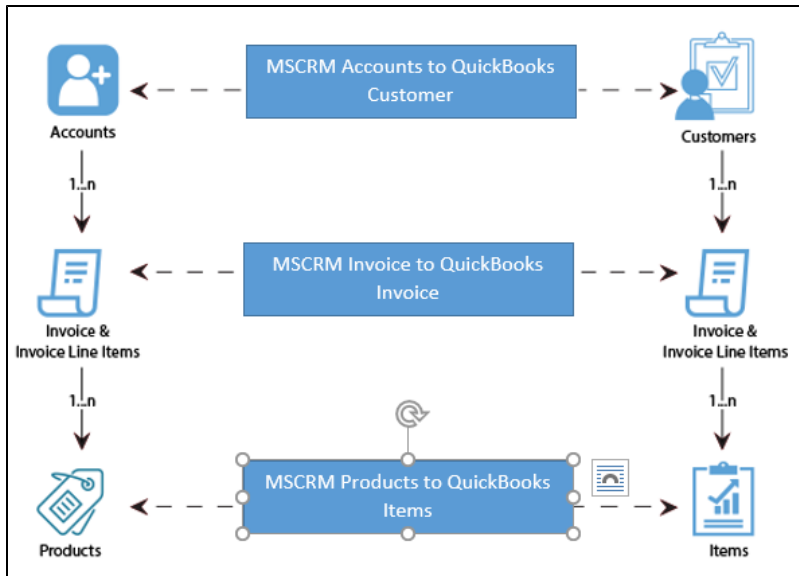 MSCRM Accounts to QuickBooks
Customer
Accounts
Customers
1...n
1...n
MSCRM Invoice to QuickBooks
Invoice
Invoice &
Invoice Line Items
Invoice &
Invoice Line Items
1...n
1...n
MSCRM Products to QuickBooks
Items
Products
Items